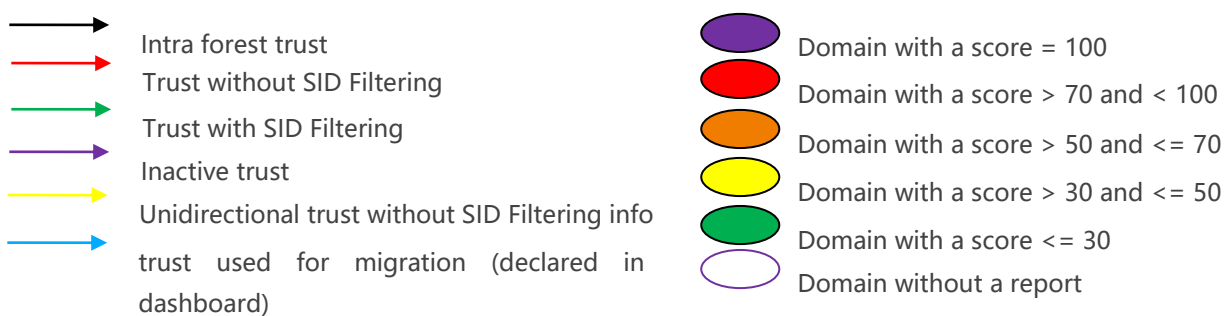 Intra forest trust
Trust without SID Filtering
Trust with SID Filtering
Inactive trust
Unidirectional trust without SID Filtering info
trust used for migration (declared in
dashboard)
Domain with a score = 100
Domain with a score > 70 and < 100
Domain with a score > 50 and <= 70
Domain with a score > 30 and <= 50
Domain with a score <= 30
Domain without a report